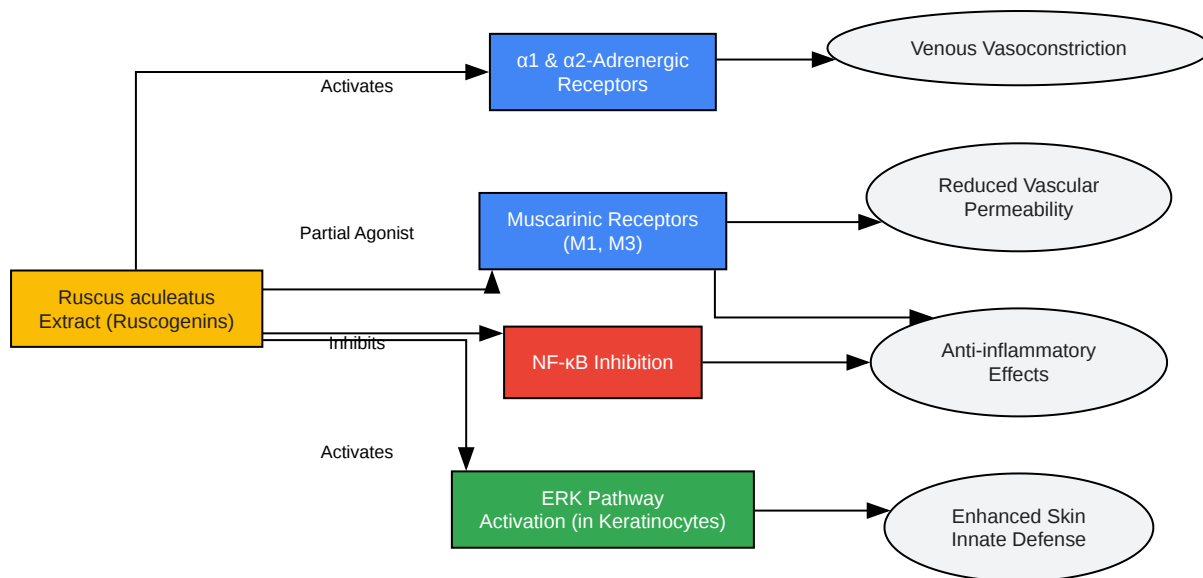 α1 & α2-Adrenergic
Receptors
Venous Vasoconstriction
Activates
Reduced Vascular
Permeability
Muscarinic Receptors
(M1, M3)
Partial Agonist
Ruscus aculeatus
Extract (Ruscogenins)
Inhibits
NF-κB Inhibition
Anti-inflammatory
Effects
Activates
ERK Pathway
Activation (in Keratinocytes)
Enhanced Skin
Innate Defense